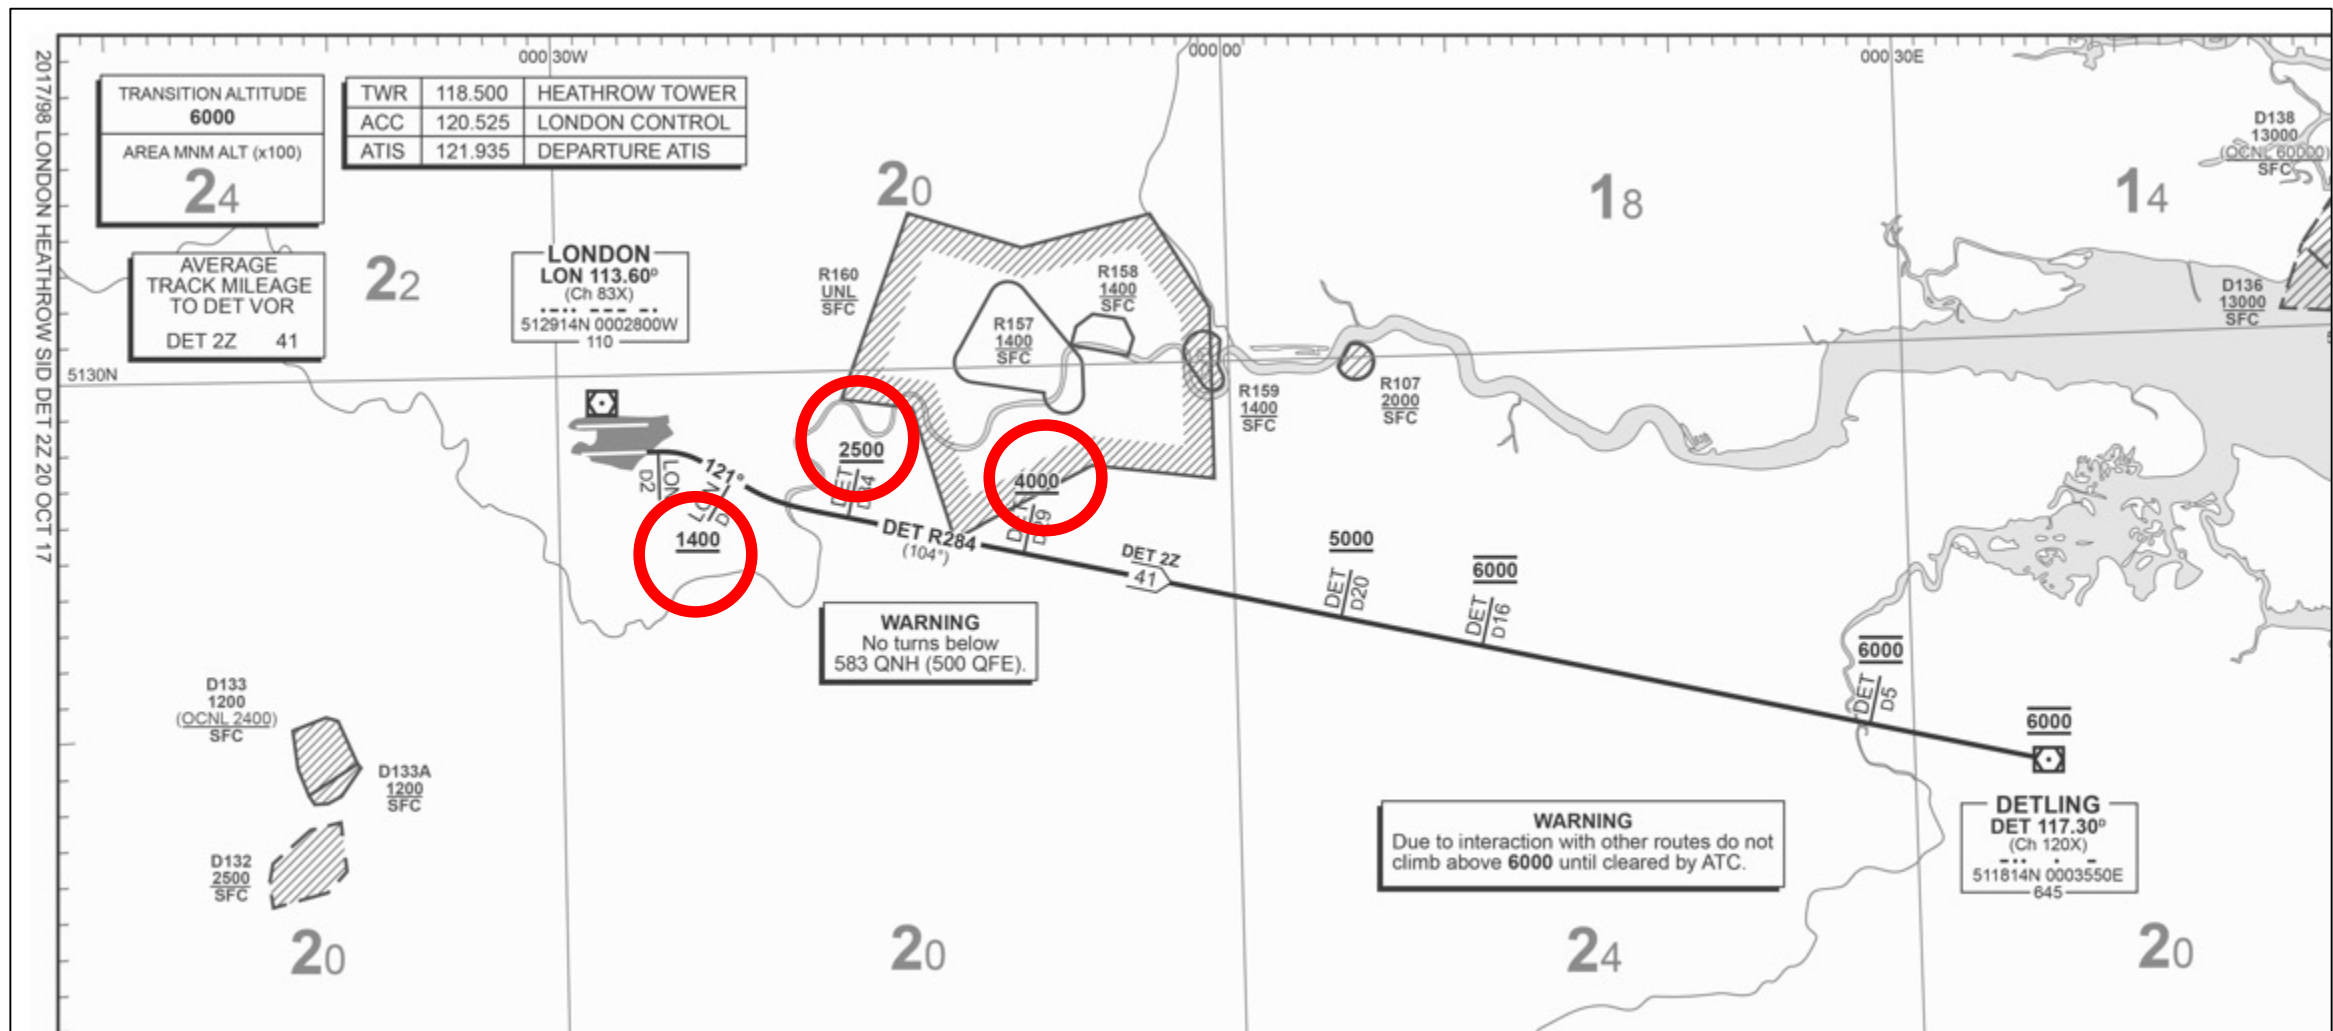 2017/98 LONDON HEATHROW SID DET 2Z 20 OCT 17
000 30W
000 00
000 30E
TRANSITION ALTITUDE
6000
AREA MNM ALT (x100)
24
TWR 118.500 HEATHROW TOWER
ACC 120.525 LONDON CONTROL
ATIS 121.935 DEPARTURE ATIS
AVERAGE
TRACK MILEAGE
TO DET VOR
DET 2Z 41
22
20
18
14
D138
13000
(OCNL 60000)
SFC
LONDON
LON 113.60D
(Ch 83X)
512914N 0002800W
110
R160
UNL
SFC
R157
1400
SFC
R158
1400
SFC
R159
1400
SFC
R107
2000
SFC
D136
13000
SFC
5130N
LON
D2
121°
LON
1400
2500
DET
D34
4000
DET
D29
DET R284
(104°)
DET 2Z
41
5000
DET
D20
6000
DET
D16
6000
DET
D5
6000
WARNING
No turns below
583 QNH (500 QFE).
D133
1200
(OCNL 2400)
SFC
D133A
1200
SFC
D132
2500
SFC
WARNING
Due to interaction with other routes do not
climb above 6000 until cleared by ATC.
DETLING
DET 117.30D
(Ch 120X)
511814N 0003550E
645
20
20
24
20